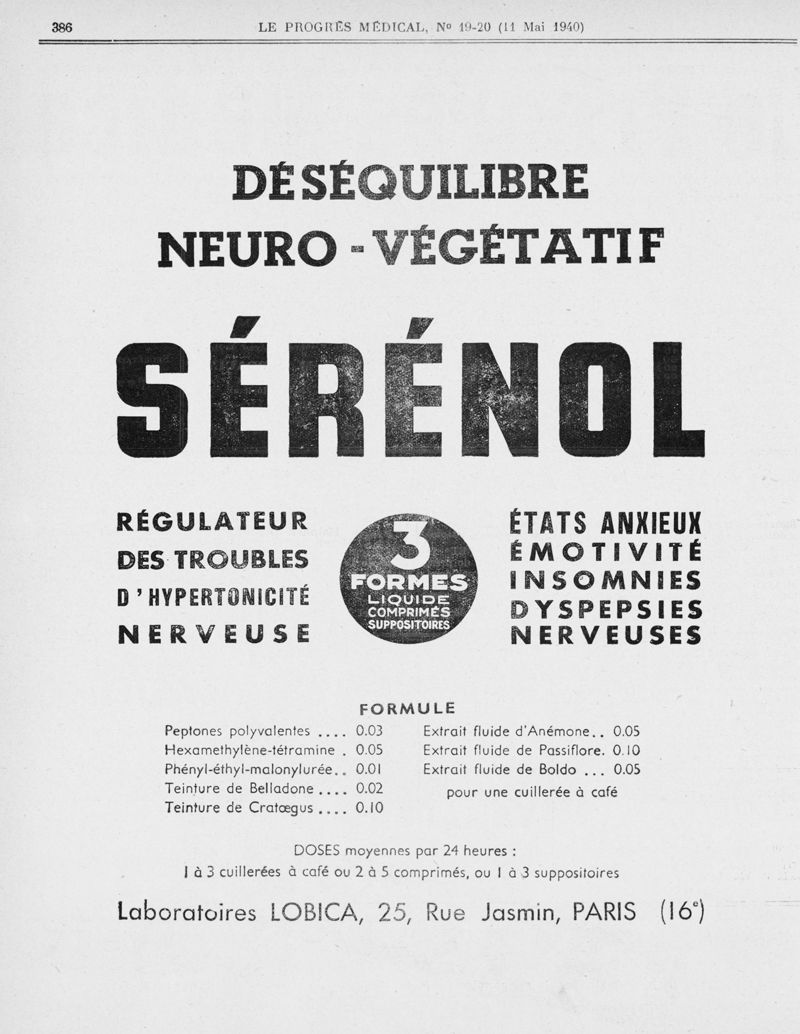 386
LE PROGRÈS MÉDICAL, Nº 19-20 (11 Mai 1940)
DÉSÉQUILIBRE
NEURO-VÉGÉTATIF
SÉRÉNOL
RÉGULATEUR
DES TROUBLES
D'HYPERTONICITÉ
NERVEUSE
3
FORMES
LIQUIDE
COMPRIMÉS
SUPPOSITOIRES
ÉTATS ANXIEUX
ÉMOTIVITÉ
INSOMNIES
DYSPEPSIES
NERVEUSES
FORMULE
Peptones polyvalentes .... 0.03
Hexamethylène-tétramine . 0.05
Phényl-éthyl-malonylurée.. 0.01
Teinture de Belladone .... 0.02
Teinture de Cratœgus .... 0.10
Extrait fluide d'Anémone.. 0.05
Extrait fluide de Passiflore. 0.10
Extrait fluide de Boldo ... 0.05
pour une cuillerée à café
DOSES moyennes par 24 heures :
1 à 3 cuillerées à café ou 2 à 5 comprimés, ou 1 à 3 suppositoires
Laboratoires LOBICA, 25, Rue Jasmin, PARIS (16e)